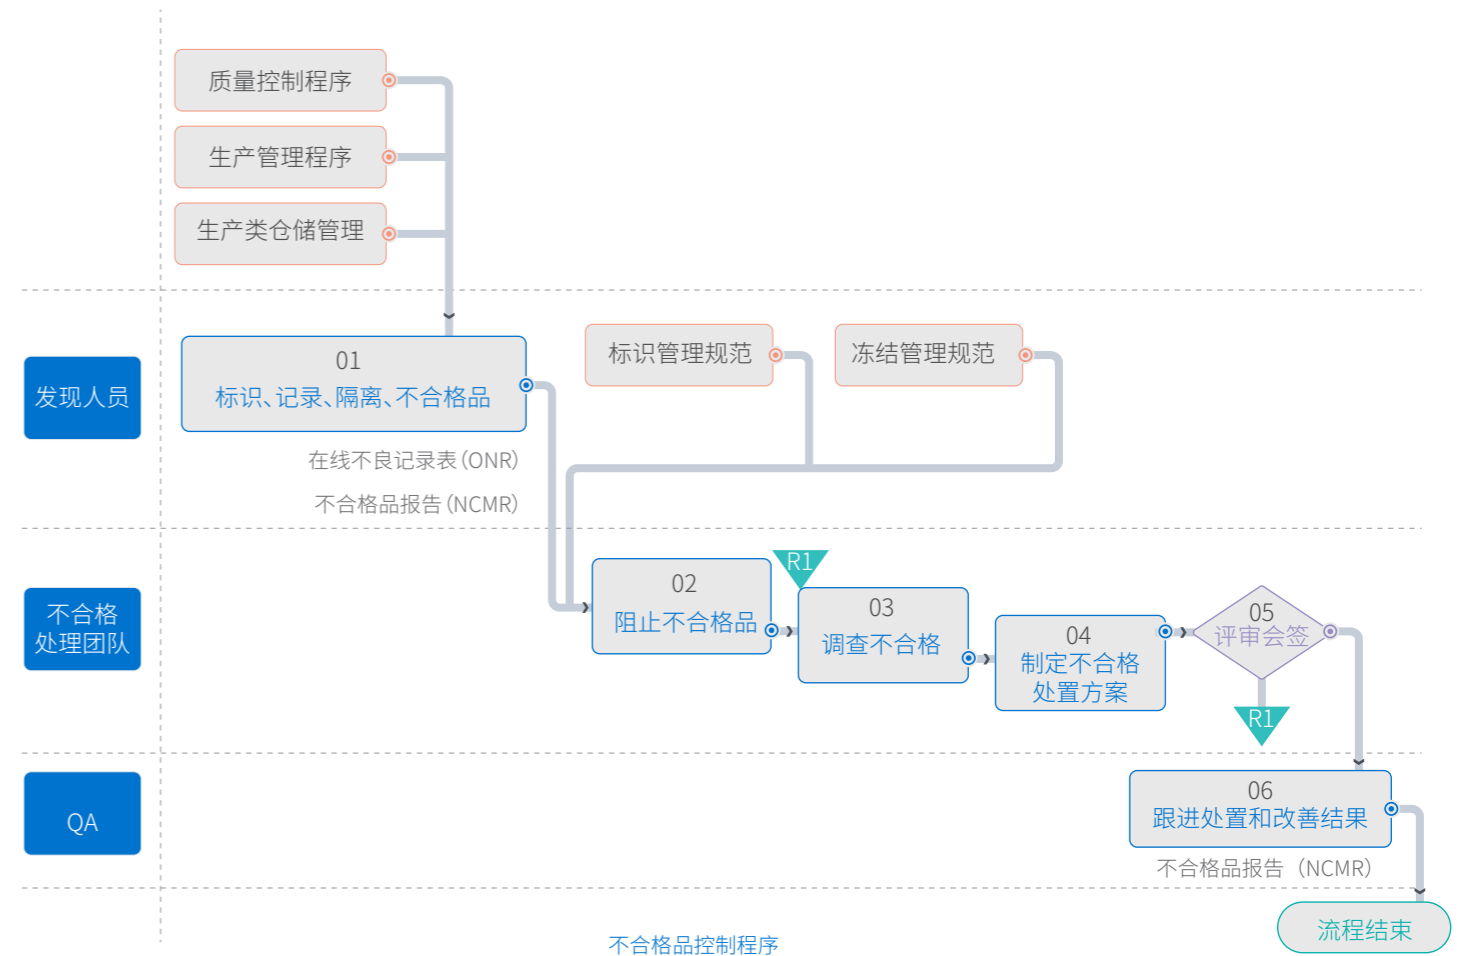 质量控制程序
生产管理程序
生产类仓储管理
发现人员
01
标识、记录、隔离、不合格品
标识管理规范
冻结管理规范
在线不良记录表(ONR)
不合格品报告(NCMR)
不合格
处理团队
02
阻止不合格品
R1
03
调查不合格
04
制定不合格
处置方案
05
评审会签
R1
QA
06
跟进处置和改善结果
不合格品报告（NCMR）
流程结束
不合格品控制程序